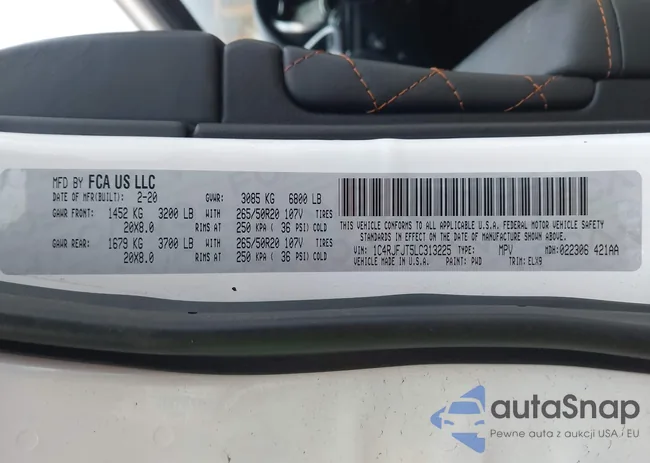 MFD BY FCA US LLC
DATE OF MFR(BUILT): 2-20 GVWR: 3085 KG 6800 LB
GAWR FRONT: 1452 KG 3200 LB WITH 265/50R20 107V TIRES
20X8.0 RIMS AT 250 KPA ( 36 PSI) COLD
GAWR REAR: 1679 KG 3700 LB WITH 265/50R20 107V TIRES
20X8.0 RIMS AT 250 KPA ( 36 PSI) COLD
THIS VEHICLE CONFORMS TO ALL APPLICABLE U.S.A. FEDERAL MOTOR VEHICLE SAFETY
STANDARDS IN EFFECT ON THE DATE OF MANUFACTURE SHOWN ABOVE.
VIN: 1C4RJFJT5LC313225 TYPE: MPV MDH: 022306 421AA
VEHICLE MADE IN U.S.A. PAINT: PWD TRIM: ELX9
autaSnap
Pewne auta z aukcji USA i EU